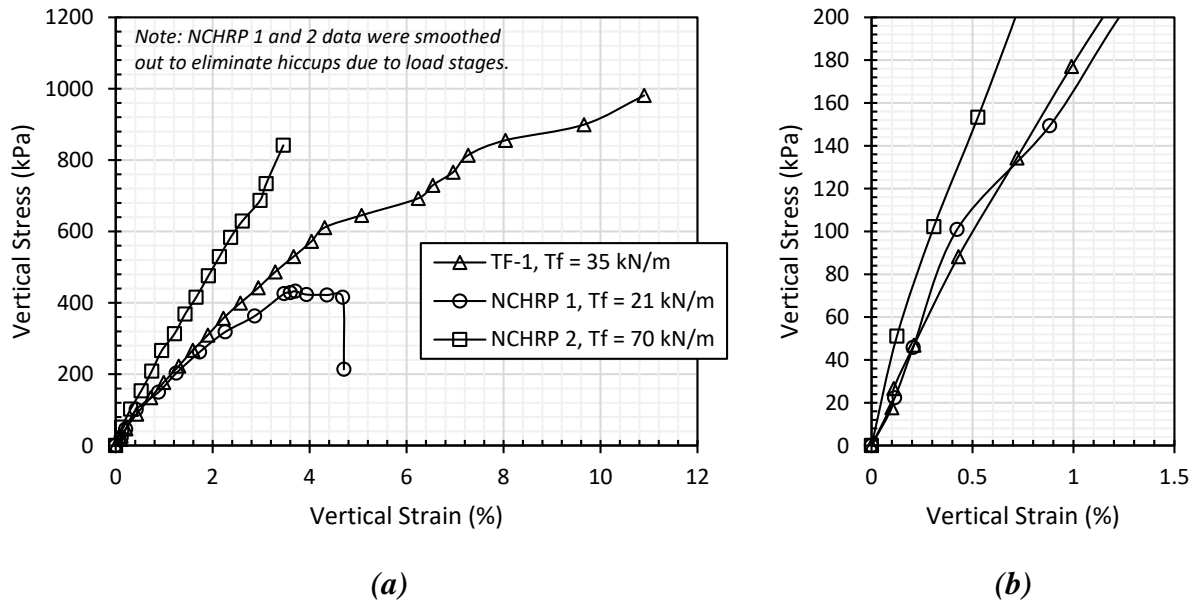 Note: NCHRP 1 and 2 data were smoothed
out to eliminate hiccups due to load stages.
Vertical Stress (kPa)
1200
1000
800
600
400
200
0
0 2 4 6 8 10 12
Vertical Strain (%)
TF-1, Tf = 35 kN/m
NCHRP 1, Tf = 21 kN/m
NCHRP 2, Tf = 70 kN/m
(a)
Vertical Stress (kPa)
200
180
160
140
120
100
80
60
40
20
0
0 0.5 1 1.5
Vertical Strain (%)
(b)